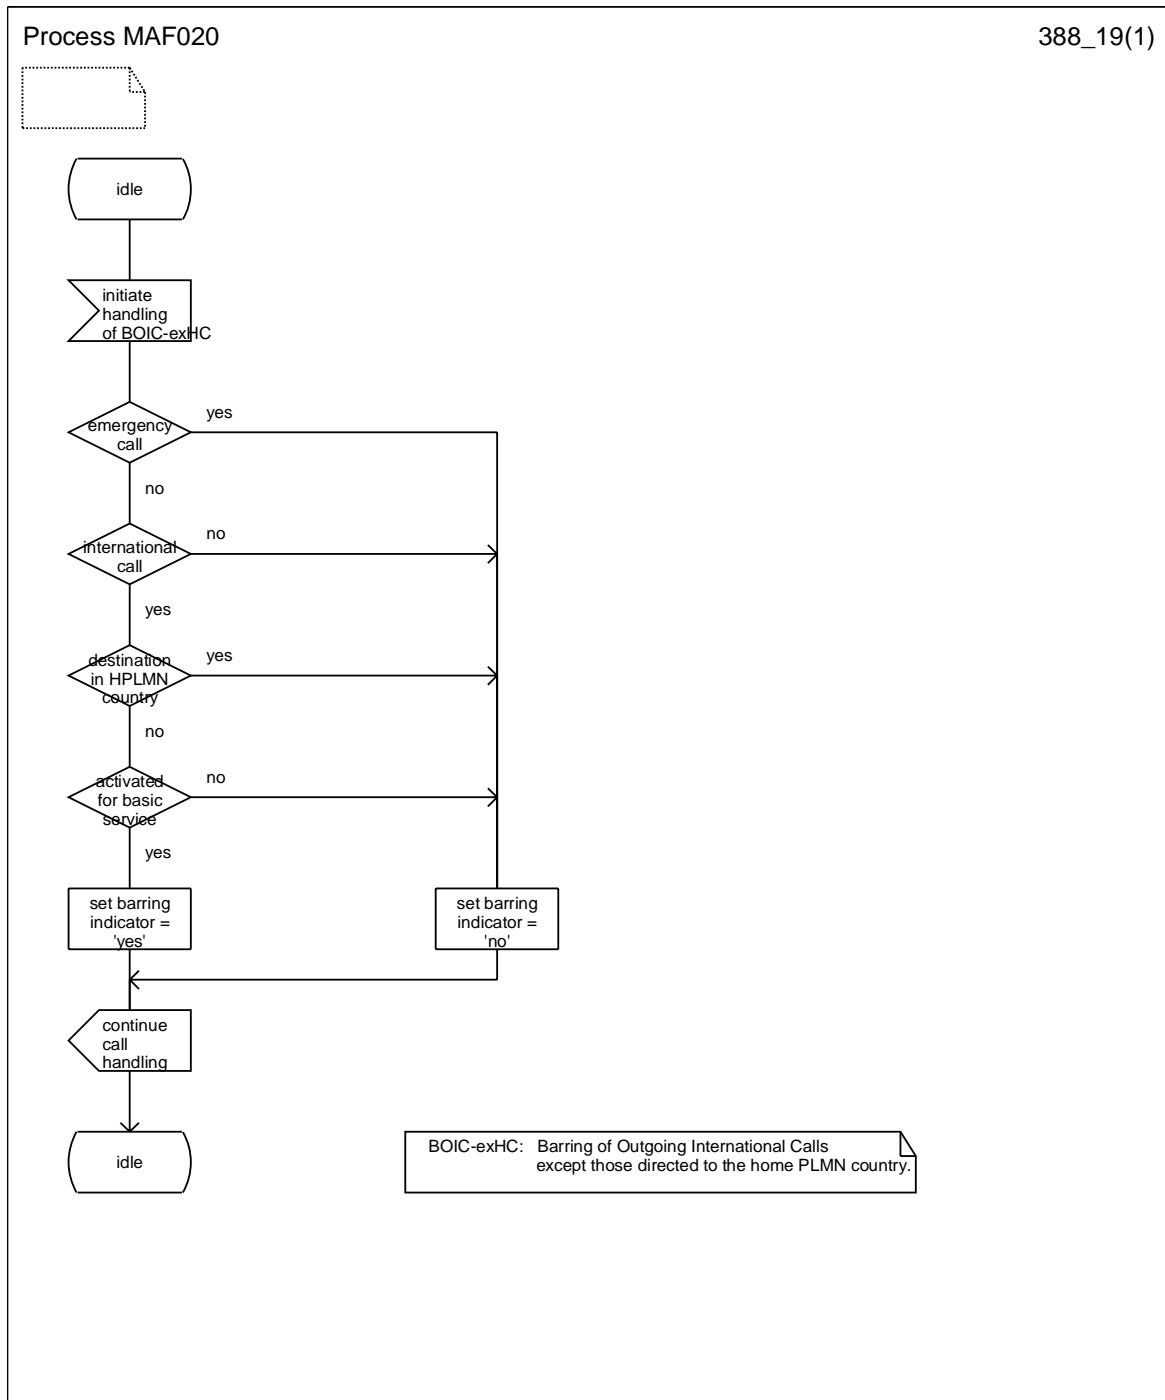 Process MAF020
388_19(1)
idle
initiate
handling
of BOIC-exHC
emergency
call
yes
no
international
call
no
yes
destination
in HPLMN
country
yes
no
activated
for basic
service
no
yes
set barring
indicator =
'yes'
set barring
indicator =
'no'
continue
call
handling
idle
BOIC-exHC: Barring of Outgoing International Calls
except those directed to the home PLMN country.